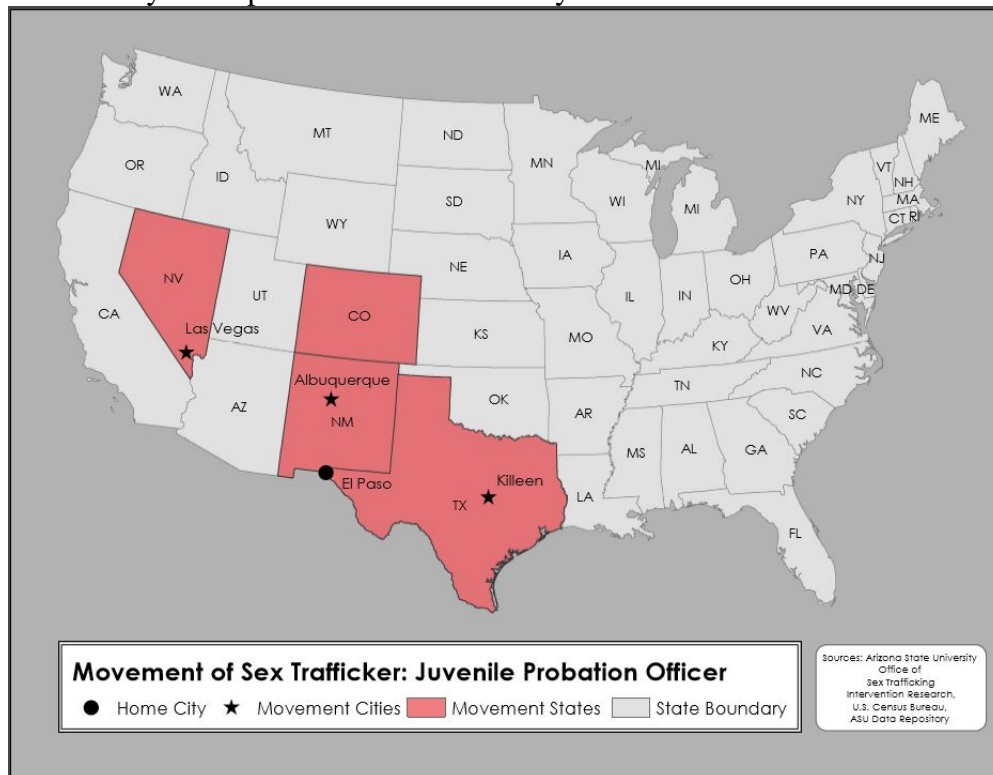 WA
MT
ND
MN
ME
OR
ID
SD
WI
MI
MI
VT
NH
NY
MA
CT RI
WY
IA
PA
NJ
NV
NE
IL
IN
OH
MD
DE
UT
CO
KS
MO
WV
VA
CA
Las Vegas
KY
NC
Albuquerque
AZ
NM
OK
TN
AR
SC
MS
AL
GA
El Paso
Killeen
TX
LA
FL
Movement of Sex Trafficker: Juvenile Probation Officer
Home City Movement Cities Movement States State Boundary
Sources: Arizona State University
Office of
Sex Trafficking
Intervention Research,
U.S. Census Bureau,
ASU Data Repository